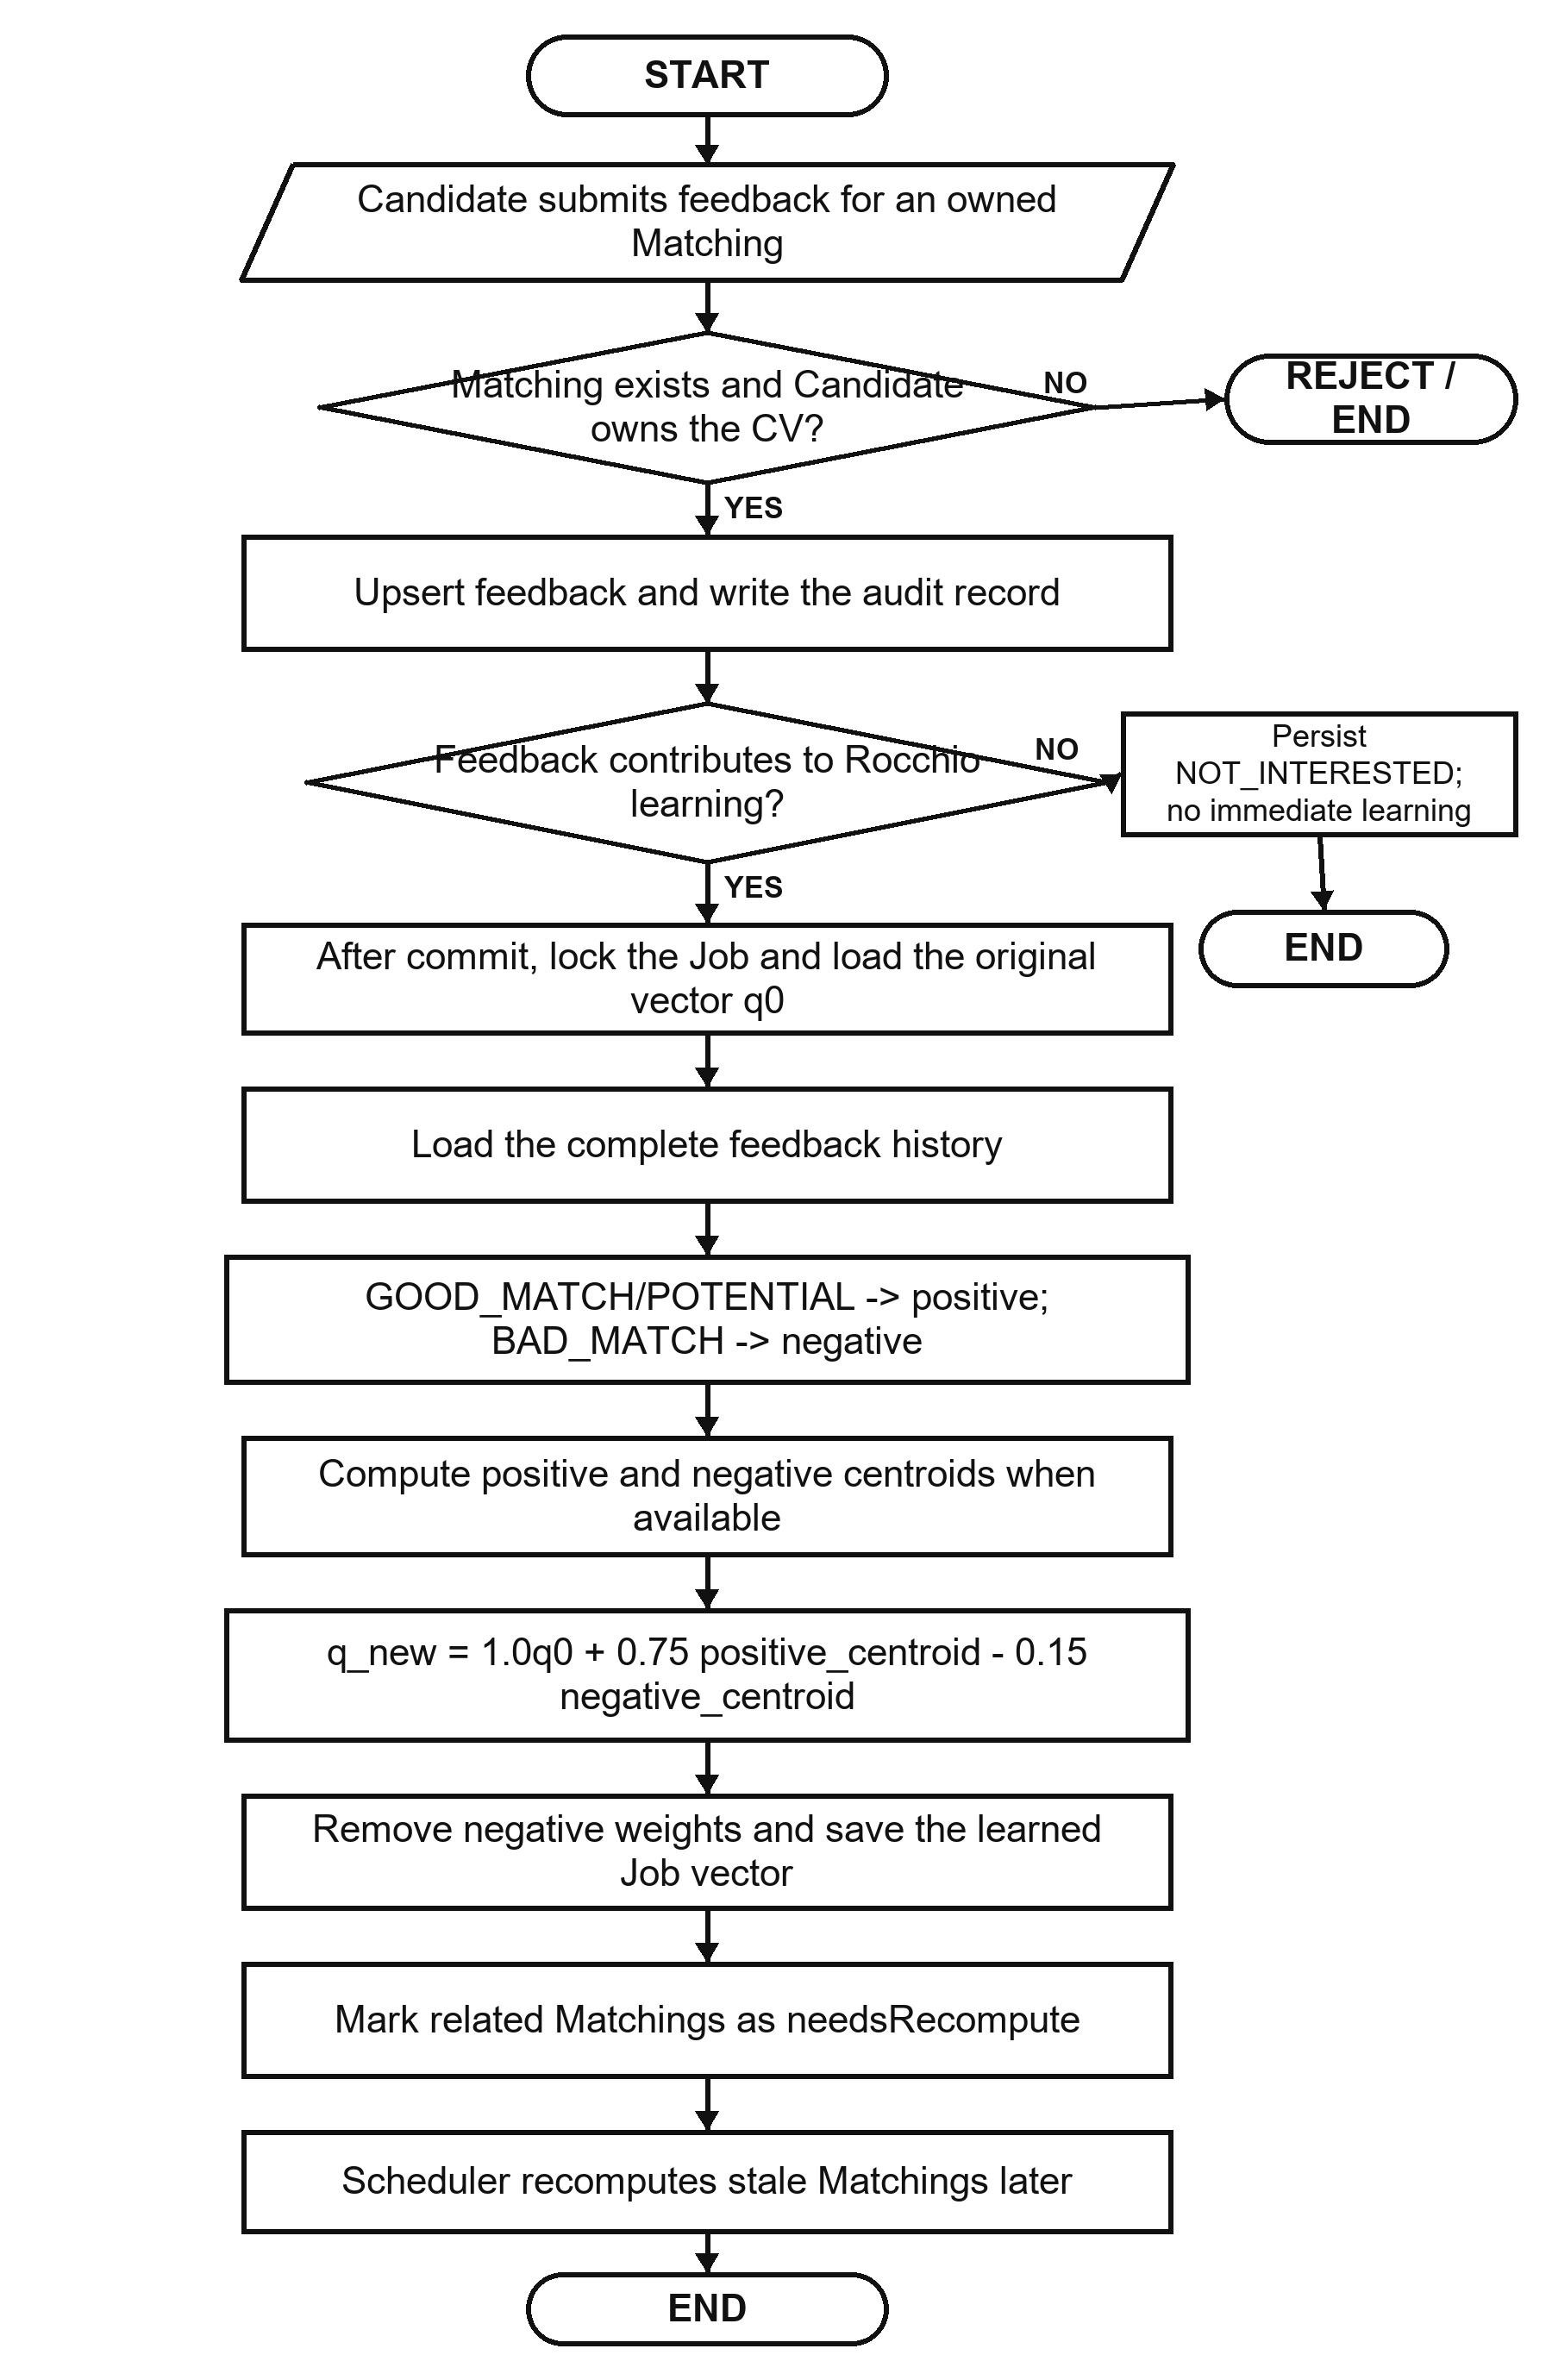 START
Candidate submits feedback for an owned
Matching
Matching exists and Candidate
owns the CV?
NO
REJECT /
END
YES
Upsert feedback and write the audit record
Feedback contributes to Rocchio
learning?
NO
Persist
NOT_INTERESTED;
no immediate learning
END
YES
After commit, lock the Job and load the original
vector q0
Load the complete feedback history
GOOD_MATCH/POTENTIAL -> positive;
BAD_MATCH -> negative
Compute positive and negative centroids when
available
q_new = 1.0q0 + 0.75 positive_centroid - 0.15
negative_centroid
Remove negative weights and save the learned
Job vector
Mark related Matchings as needsRecompute
Scheduler recomputes stale Matchings later
END